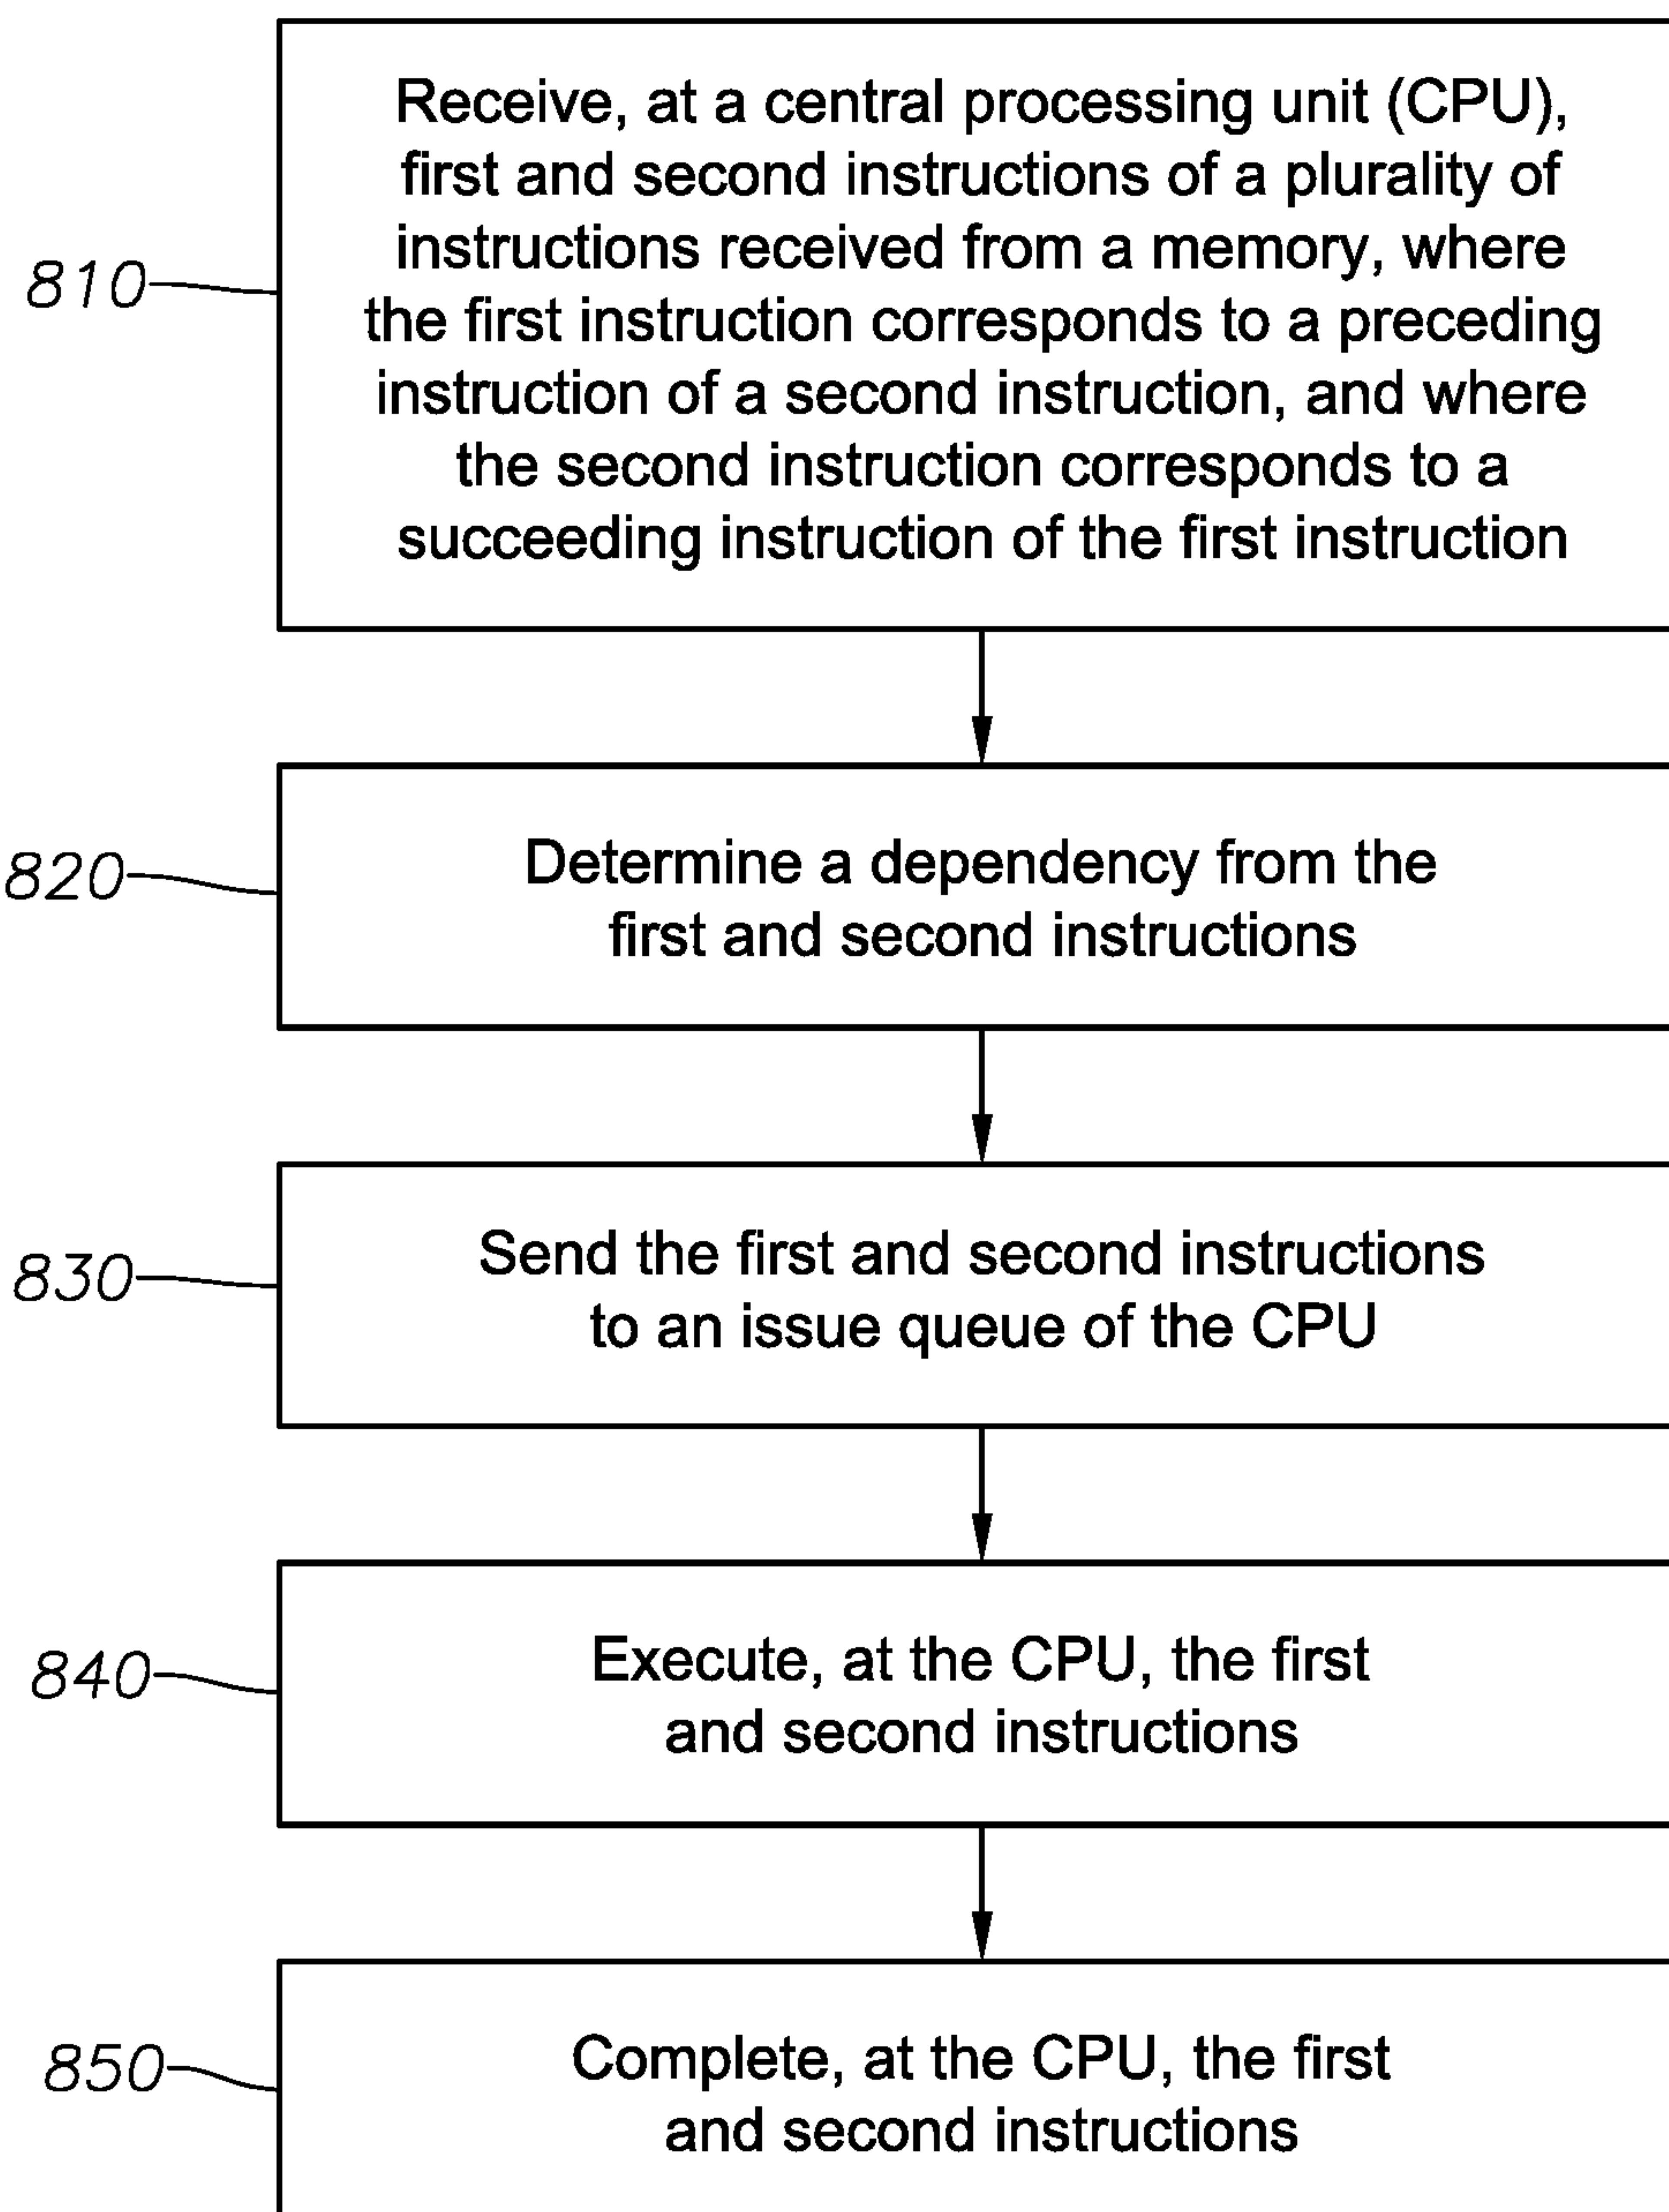 Receive, at a central processing unit (CPU),
first and second instructions of a plurality of
instructions received from a memory, where
the first instruction corresponds to a preceding
instruction of a second instruction, and where
the second instruction corresponds to a
succeeding instruction of the first instruction
810
820
Determine a dependency from the
first and second instructions
830
Send the first and second instructions
to an issue queue of the CPU
840
Execute, at the CPU, the first
and second instructions
850
Complete, at the CPU, the first
and second instructions